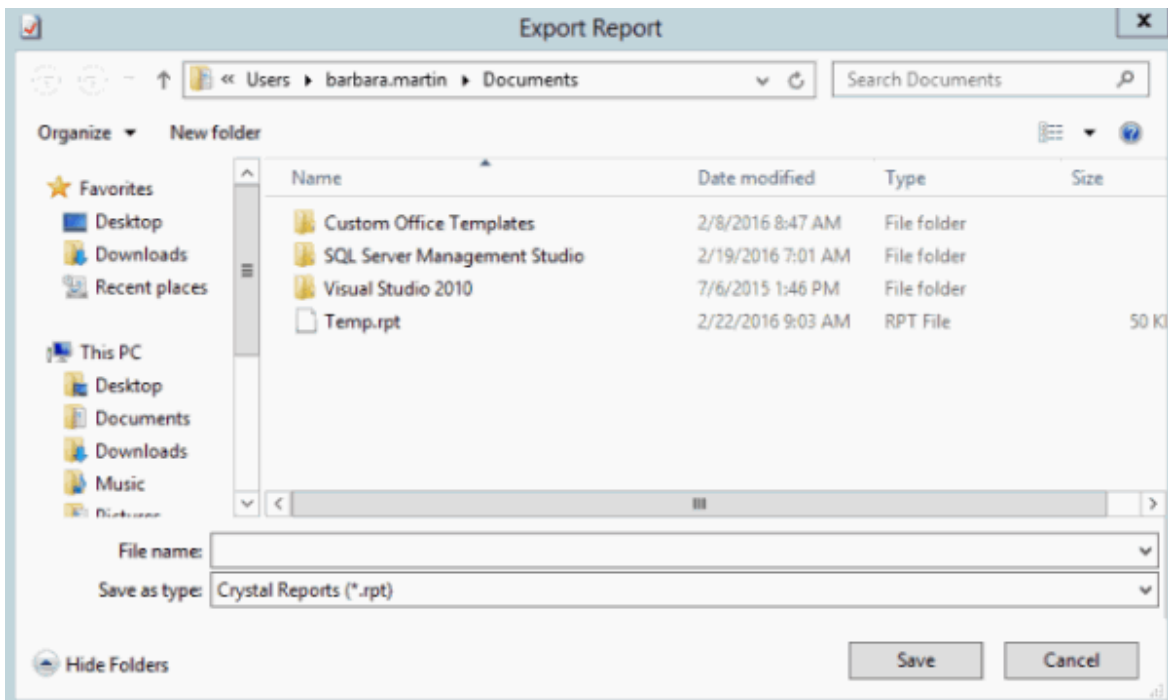 Export Report
x
« Users ▸ barbara.martin ▸ Documents
Search Documents
Organize ▾ New folder
Favorites
Desktop
Downloads
Recent places
This PC
Desktop
Documents
Downloads
Music
Pictures
Name Date modified Type Size
Custom Office Templates 2/8/2016 8:47 AM File folder
SQL Server Management Studio 2/19/2016 7:01 AM File folder
Visual Studio 2010 7/6/2015 1:46 PM File folder
Temp.rpt 2/22/2016 9:03 AM RPT File 50 K
File name:
Save as type: Crystal Reports (*.rpt)
Hide Folders
Save Cancel